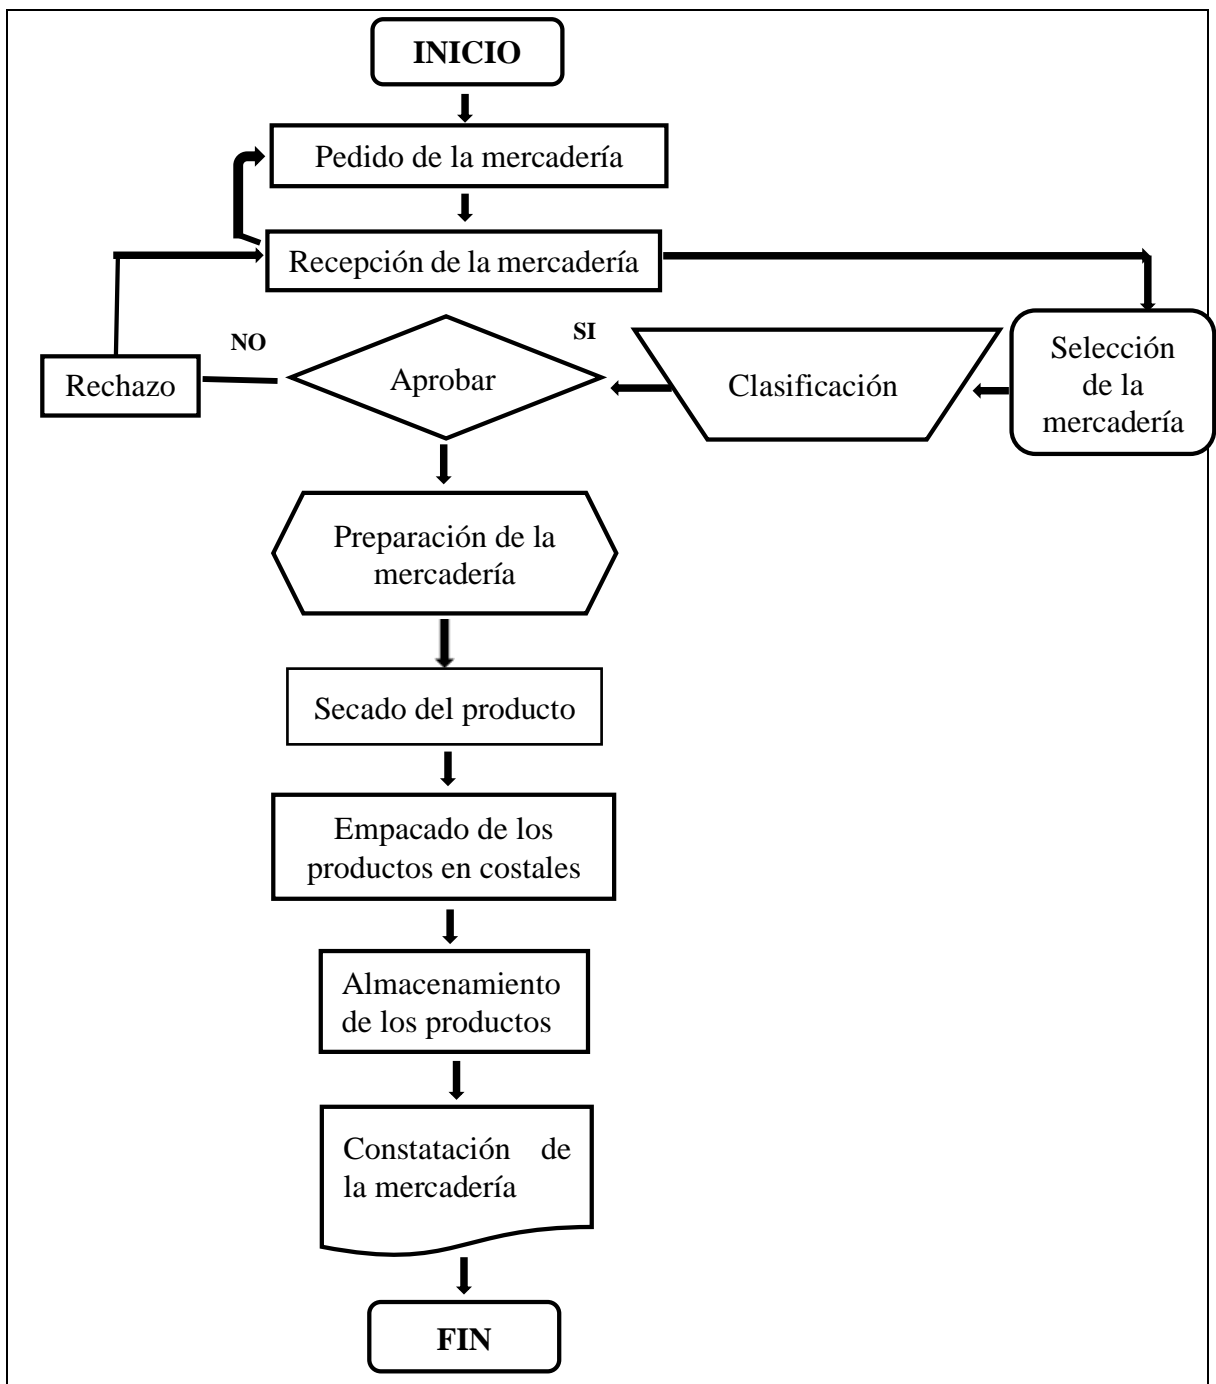 INICIO
Pedido de la mercadería
Recepción de la mercadería
NO
SI
Rechazo
Aprobar
Clasificación
Selección
de la
mercadería
Preparación de la
mercadería
Secado del producto
Empacado de los
productos en costales
Almacenamiento
de los productos
Constatación de
la mercadería
FIN